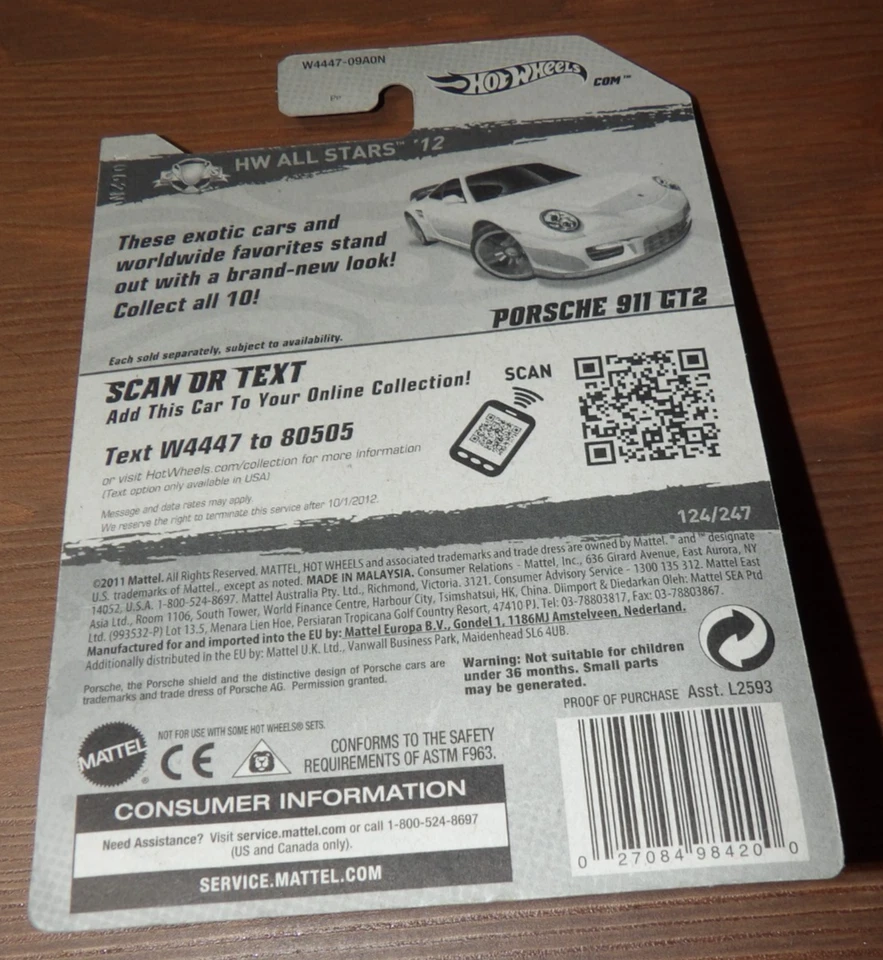 W4447-09A0N
HOT WHEELS COM™
HW ALL STARS™ '12
These exotic cars and
worldwide favorites stand
out with a brand-new look!
Collect all 10!
PORSCHE 911 GT2
Each sold separately, subject to availability.
SCAN OR TEXT
Add This Car To Your Online Collection!
SCAN
Text W4447 to 80505
or visit HotWheels.com/collection for more information
(Text option only available in USA)
Message and data rates may apply.
We reserve the right to terminate this service after 10/1/2012.
124/247
©2011 Mattel. All Rights Reserved. MATTEL, HOT WHEELS and associated trademarks and trade dress are owned by Mattel. ® and ™ designate
U.S. trademarks of Mattel., except as noted. MADE IN MALAYSIA. Consumer Relations - Mattel, Inc., 636 Girard Avenue, East Aurora, NY
14052, U.S.A. 1-800-524-8697. Mattel Australia Pty. Ltd., Richmond, Victoria. 3121. Consumer Advisory Service - 1300 135 312. Mattel East
Asia Ltd., Room 1106, South Tower, World Finance Centre, Harbour City, Tsimshatsui, HK, China. Diimport & Diedarkan Oleh: Mattel SEA Ptd
Ltd. (993532-P) Lot 13.5, Menara Lien Hoe, Persiaran Tropicana Golf Country Resort, 47410 PJ. Tel: 03-78803817, Fax: 03-78803867.
Manufactured for and imported into the EU by: Mattel Europa B.V., Gondel 1, 1186MJ Amstelveen, Nederland.
Additionally distributed in the EU by: Mattel U.K. Ltd., Vanwall Business Park, Maidenhead SL6 4UB.
Porsche, the Porsche shield and the distinctive design of Porsche cars are
trademarks and trade dress of Porsche AG. Permission granted.
Warning: Not suitable for children
under 36 months. Small parts
may be generated.
PROOF OF PURCHASE Asst. L2593
NOT FOR USE WITH SOME HOT WHEELS® SETS.
MATTEL®
CE
CONFORMS TO THE SAFETY
REQUIREMENTS OF ASTM F963.
CONSUMER INFORMATION
Need Assistance? Visit service.mattel.com or call 1-800-524-8697
(US and Canada only).
SERVICE.MATTEL.COM
0 27084 98420 0